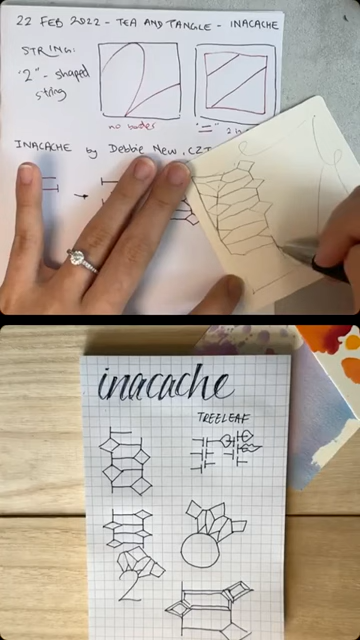 22 FEB 2022 - TEA AND TANGLE - INACACHE
STRING:
"2" - shaped
string
no border
INACACHE by Debbie New, CZT
inacache
TREELEAF
2